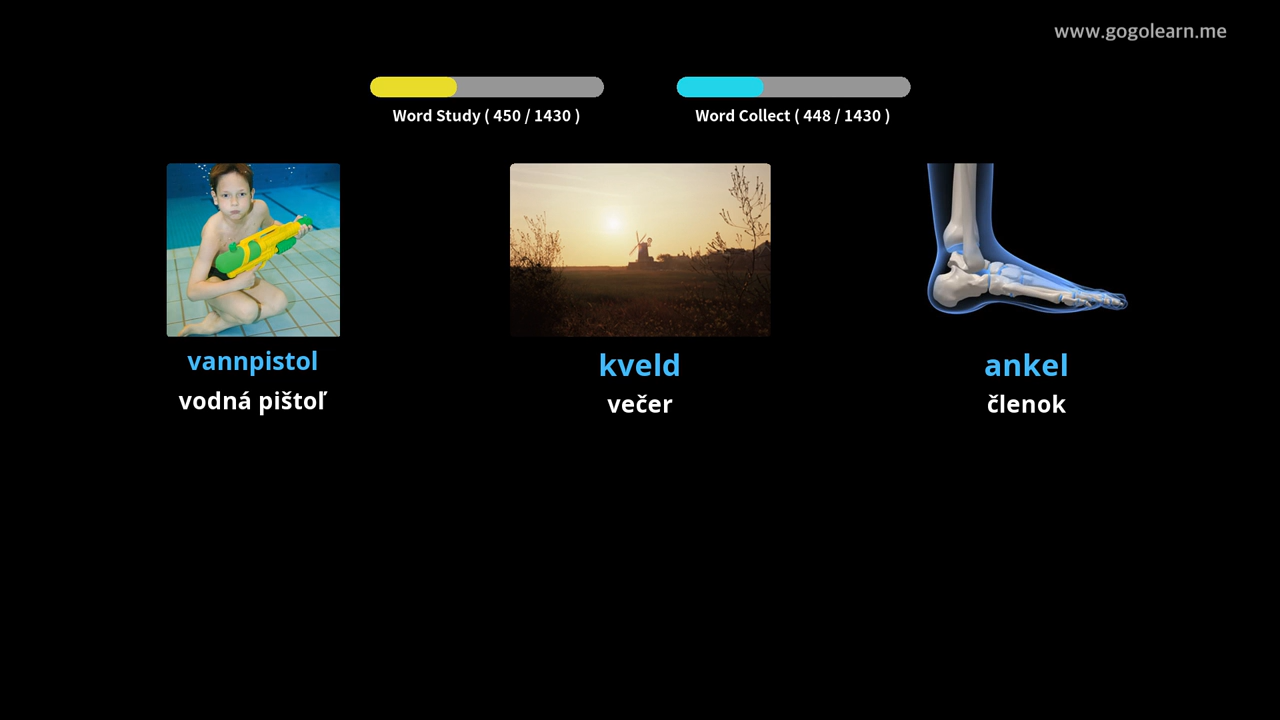 www.gogolearn.me
Word Study ( 450 / 1430 )
Word Collect ( 448 / 1430 )
vannpistol
vodná pištoľ
kveld
večer
ankel
členok